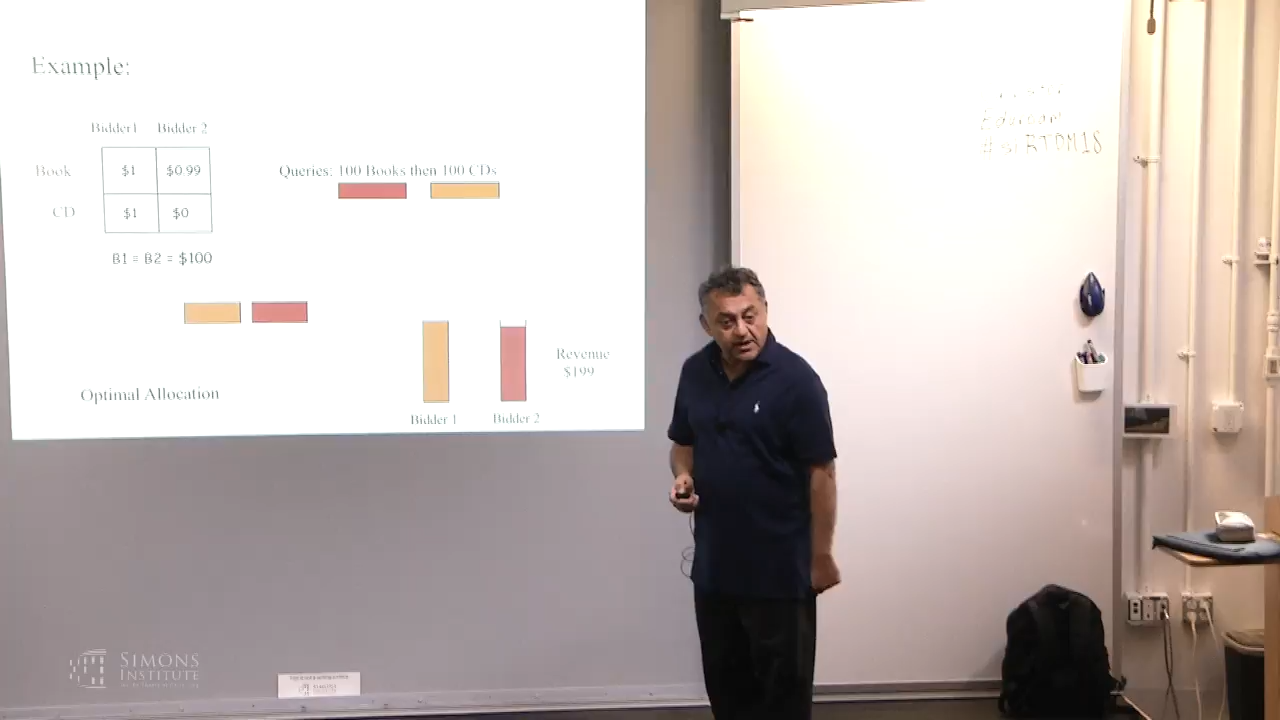 Example:
Bidder1 Bidder 2
Book $1 $0.99
CD $1 $0
B1 = B2 = $100
Queries: 100 Books then 100 CDs
Optimal Allocation
Bidder 1 Bidder 2
Revenue
$199
SIMONS
INSTITUTE